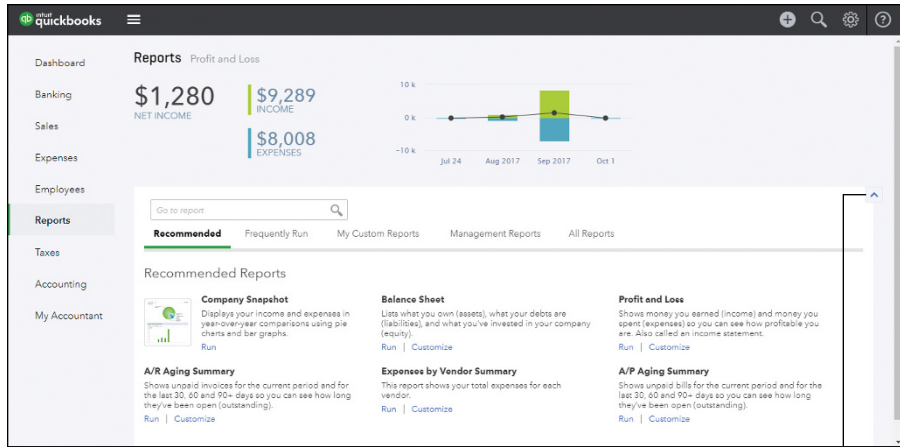 qb intuit quickbooks
Dashboard
Banking
Sales
Expenses
Employees
Reports
Taxes
Accounting
My Accountant
Reports Profit and Loss
$1,280
NET INCOME
$9,289
INCOME
$8,008
EXPENSES
10 k
0 k
-10 k
Jul 24 Aug 2017 Sep 2017 Oct 1
Go to report
Recommended Frequently Run My Custom Reports Management Reports All Reports
Recommended Reports
Company Snapshot
Displays your income and expenses in
year-over-year comparisons using pie
charts and bar graphs.
Run
Balance Sheet
Lists what you own (assets), what your debts are
(liabilities), and what you've invested in your company
(equity).
Run | Customize
Profit and Loss
Shows money you earned (income) and money you
spent (expenses) so you can see how profitable you
are. Also called an income statement.
Run | Customize
A/R Aging Summary
Shows unpaid invoices for the current period and for
the last 30, 60 and 90+ days so you can see how long
they've been open (outstanding).
Run | Customize
Expenses by Vendor Summary
This report shows your total expenses for each
vendor.
Run | Customize
A/P Aging Summary
Shows unpaid bills for the current period and for the
last 30, 60 and 90+ days so you can see how long
they've been open (outstanding).
Run | Customize